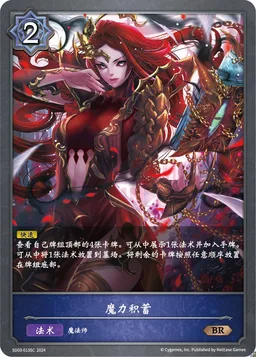 2
快速
查看自己牌组顶部的4张卡牌。可从中展示1张法术并加入手牌。
可从中将1张法术放置到墓场。将剩余的卡牌按照任意顺序放置
在牌组底部。
魔力积蓄
法术 魔法师 BR
SD03-013SC 2024 © Cygames, Inc. Published by NetEase Games